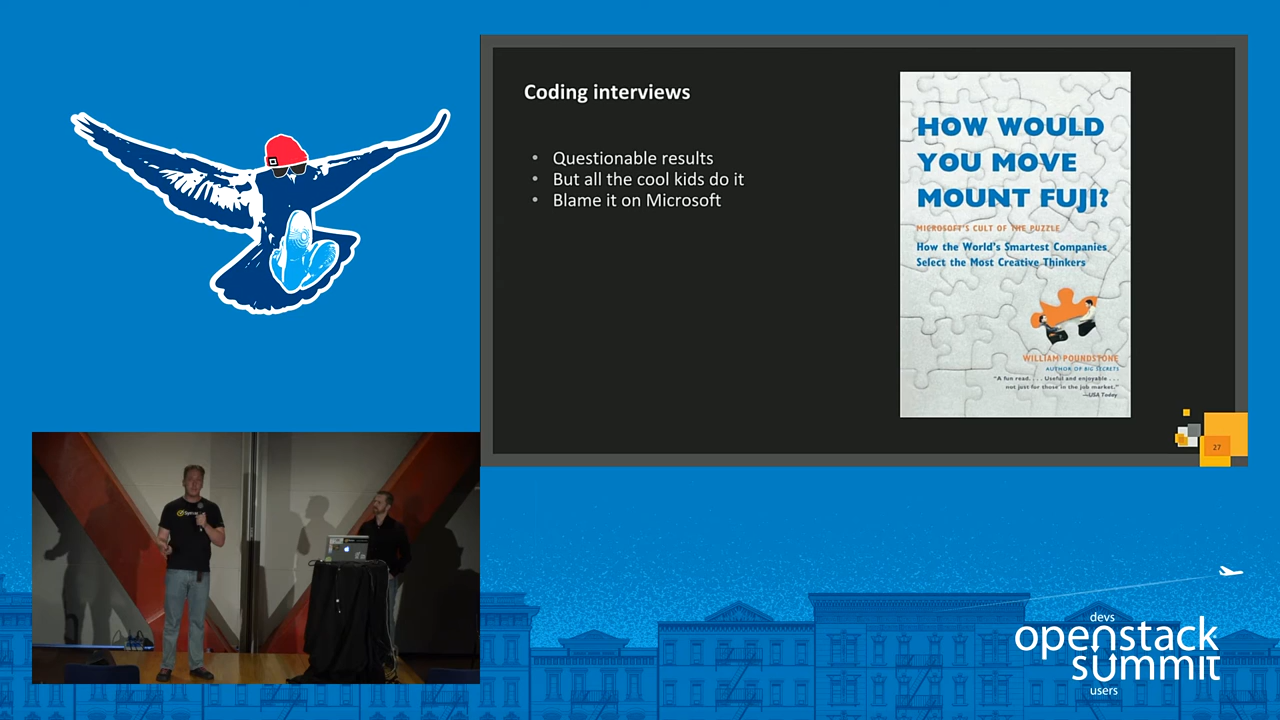 Coding interviews
• Questionable results
• But all the cool kids do it
• Blame it on Microsoft
HOW WOULD
YOU MOVE
MOUNT FUJI?
MICROSOFT'S CULT OF THE PUZZLE
How the World's Smartest Companies
Select the Most Creative Thinkers
WILLIAM POUNDSTONE
AUTHOR OF BIG SECRETS
"A fun read. . . . Useful and enjoyable . . .
not just for those in the job market."
—USA Today
27
devs
openstack
summit
users